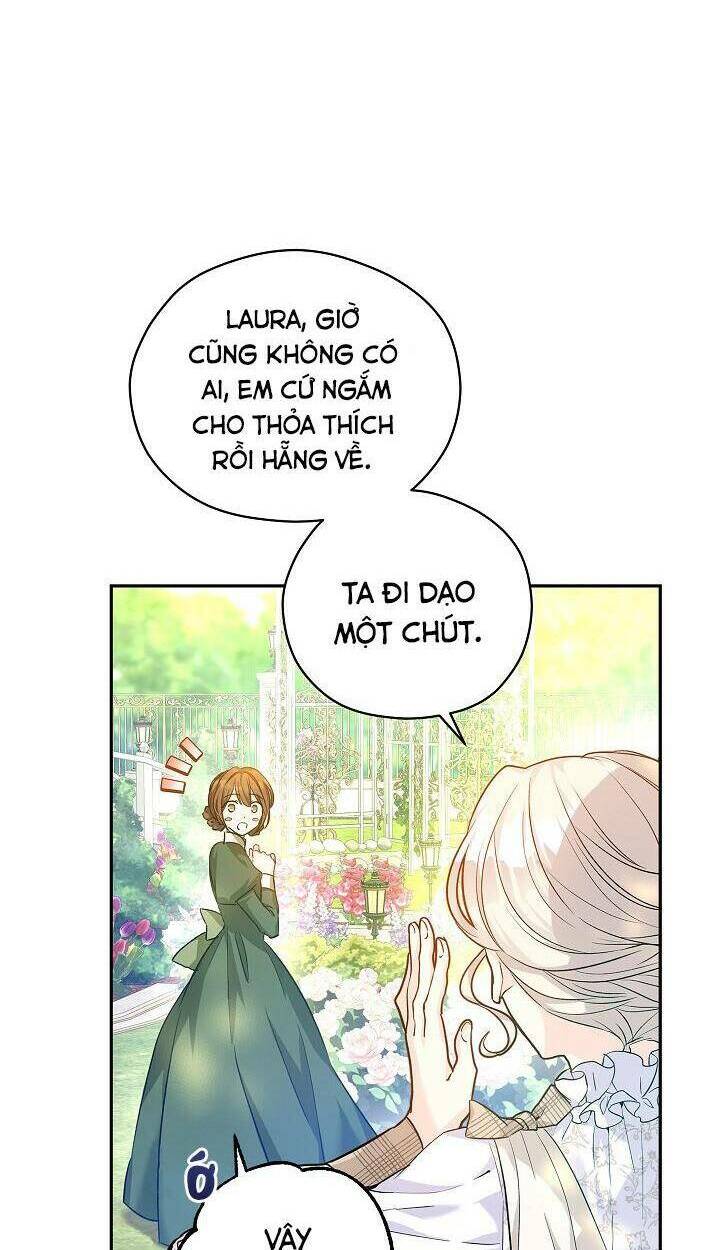 LAURA, GIỜ
CŨNG KHÔNG CÓ
AI, EM CỨ NGẮM
CHO THỎA THÍCH
RỒI HẴNG VỀ.
TA ĐI DẠO
MỘT CHÚT.
Ớ
VÂY